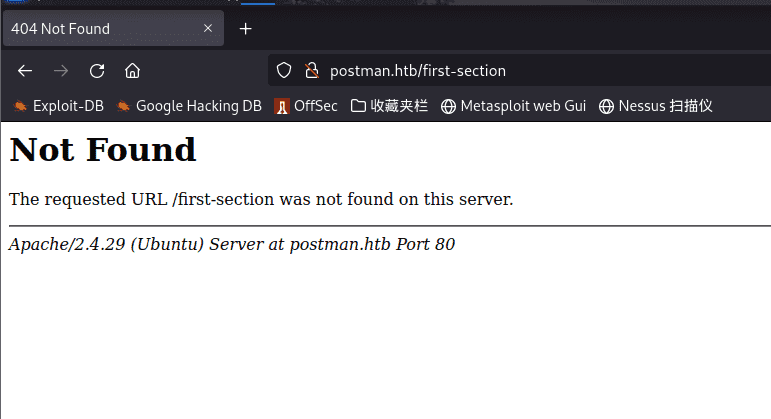 404 Not Found
postman.htb/first-section
Exploit-DB Google Hacking DB OffSec 收藏夹栏 Metasploit web Gui Nessus 扫描仪
Not Found
The requested URL /first-section was not found on this server.
Apache/2.4.29 (Ubuntu) Server at postman.htb Port 80